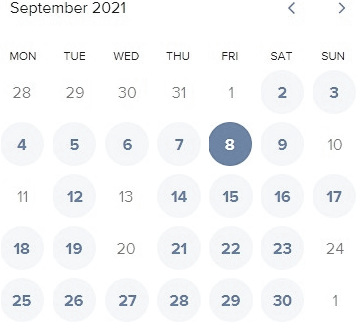 September 2021
MON TUE WED THU FRI SAT SUN
28 29 30 31 1 2 3
4 5 6 7 8 9 10
11 12 13 14 15 16 17
18 19 20 21 22 23 24
25 26 27 28 29 30 1